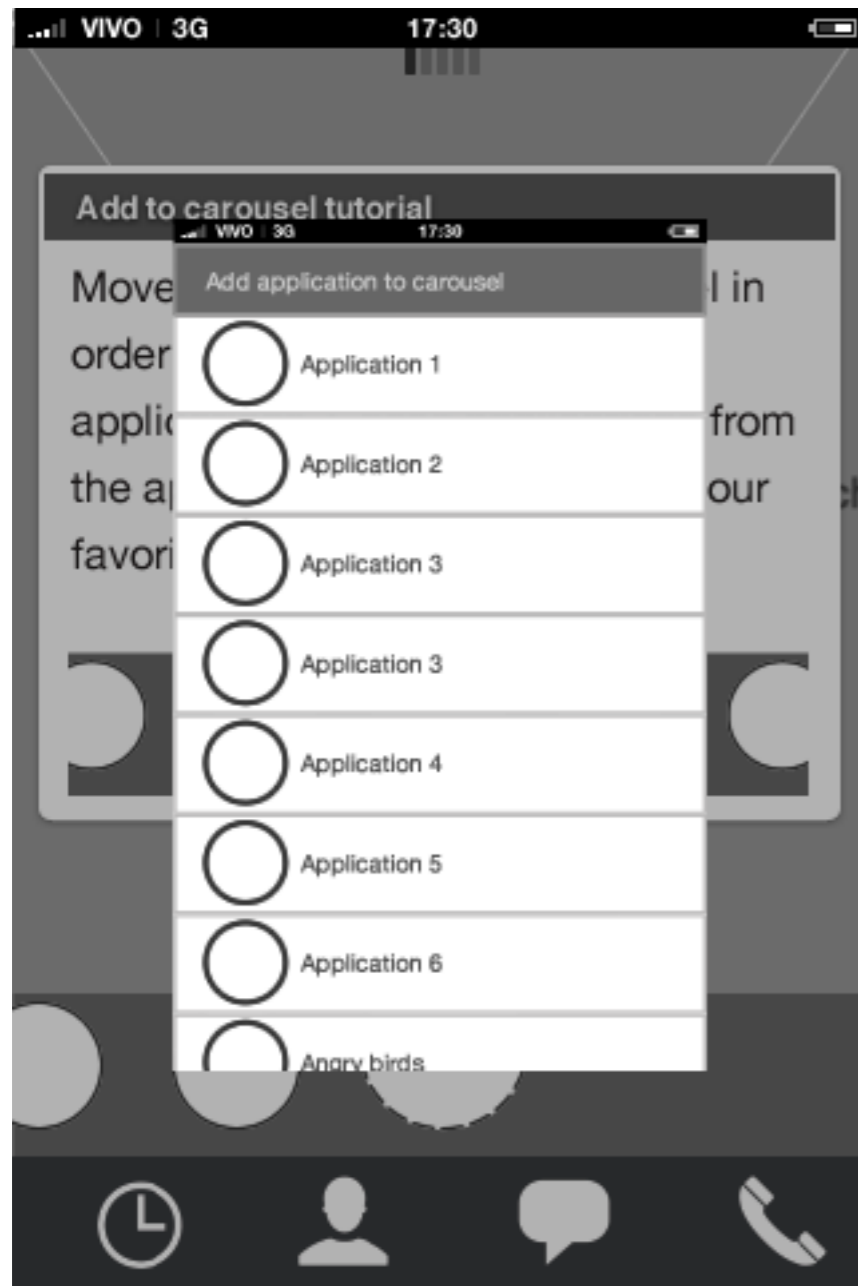 VIVO 3G 17:30
Add to carousel tutorial
VIVO 3G 17:30
Add application to carousel
Move in
order
from
the our
Application 1
Application 2
Application 3
Application 3
Application 4
Application 5
Application 6
Angry birds